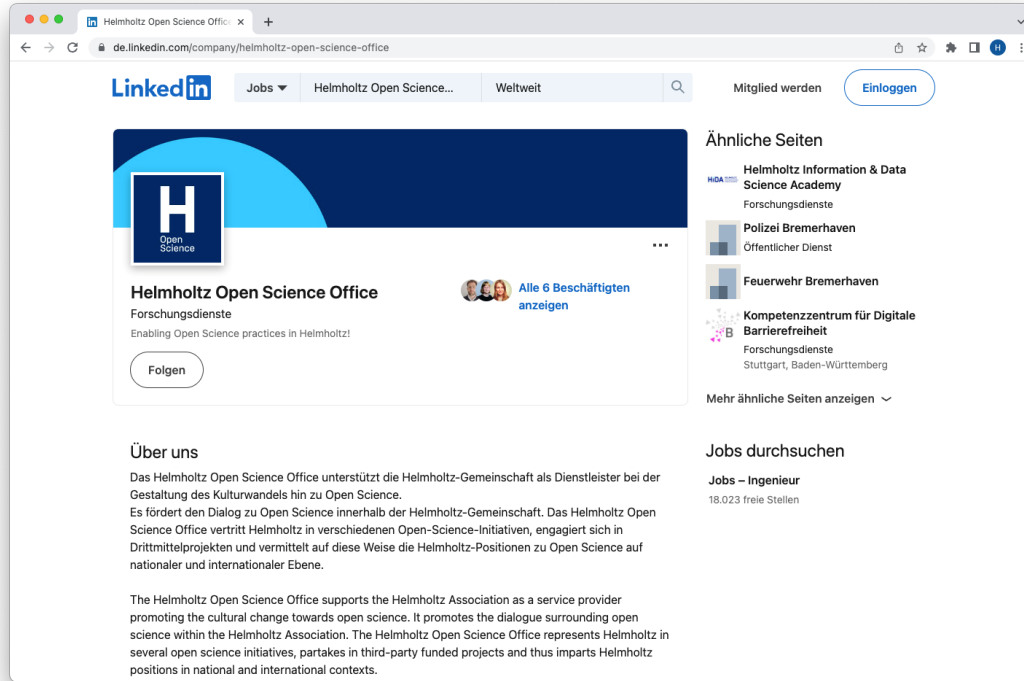 Helmholtz Open Science Office
de.linkedin.com/company/helmholtz-open-science-office
H
Linked in
Jobs
Helmholtz Open Science...
Weltweit
Mitglied werden
Einloggen
H
Open
Science
Helmholtz Open Science Office
Forschungsdienste
Enabling Open Science practices in Helmholtz!
Folgen
Alle 6 Beschäftigten
anzeigen
Über uns
Das Helmholtz Open Science Office unterstützt die Helmholtz-Gemeinschaft als Dienstleister bei der
Gestaltung des Kulturwandels hin zu Open Science.
Es fördert den Dialog zu Open Science innerhalb der Helmholtz-Gemeinschaft. Das Helmholtz Open
Science Office vertritt Helmholtz in verschiedenen Open-Science-Initiativen, engagiert sich in
Drittmittelprojekten und vermittelt auf diese Weise die Helmholtz-Positionen zu Open Science auf
nationaler und internationaler Ebene.
The Helmholtz Open Science Office supports the Helmholtz Association as a service provider
promoting the cultural change towards open science. It promotes the dialogue surrounding open
science within the Helmholtz Association. The Helmholtz Open Science Office represents Helmholtz in
several open science initiatives, partakes in third-party funded projects and thus imparts Helmholtz
positions in national and international contexts.
Ähnliche Seiten
HiDA
Helmholtz Information & Data
Science Academy
Forschungsdienste
Polizei Bremerhaven
Öffentlicher Dienst
Feuerwehr Bremerhaven
B
Kompetenzzentrum für Digitale
Barrierefreiheit
Forschungsdienste
Stuttgart, Baden-Württemberg
Mehr ähnliche Seiten anzeigen
Jobs durchsuchen
Jobs – Ingenieur
18.023 freie Stellen